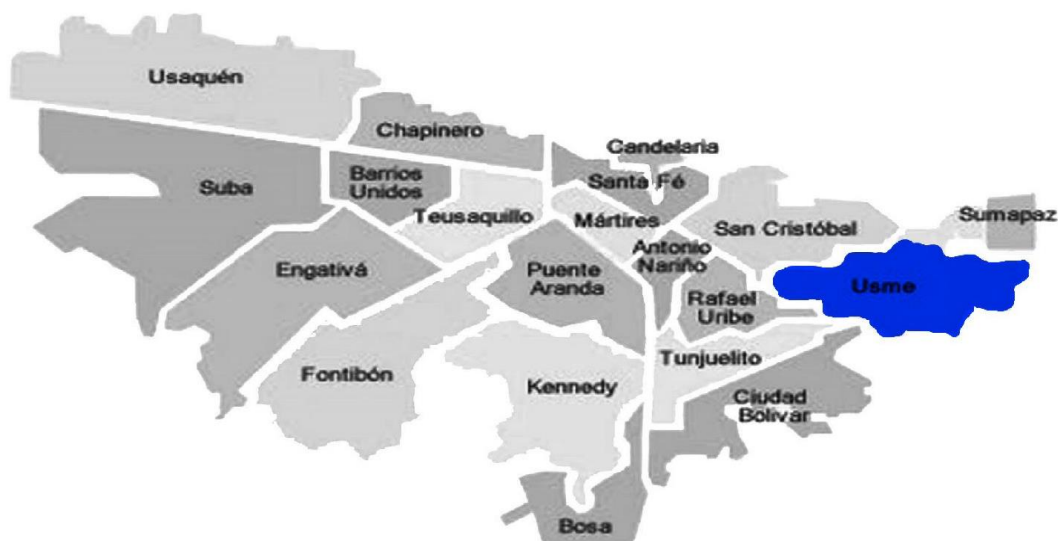 Usaquén
Chapinero
Candelaria
Suba
Barrios
Unidos
Santa Fé
Teusaquillo
Mártires
San Cristóbal
Sumapaz
Engativá
Puente
Aranda
Antonio
Nariño
Usme
Rafael
Uribe
Fontibón
Kennedy
Tunjuelito
Ciudad
Bolivar
Bosa